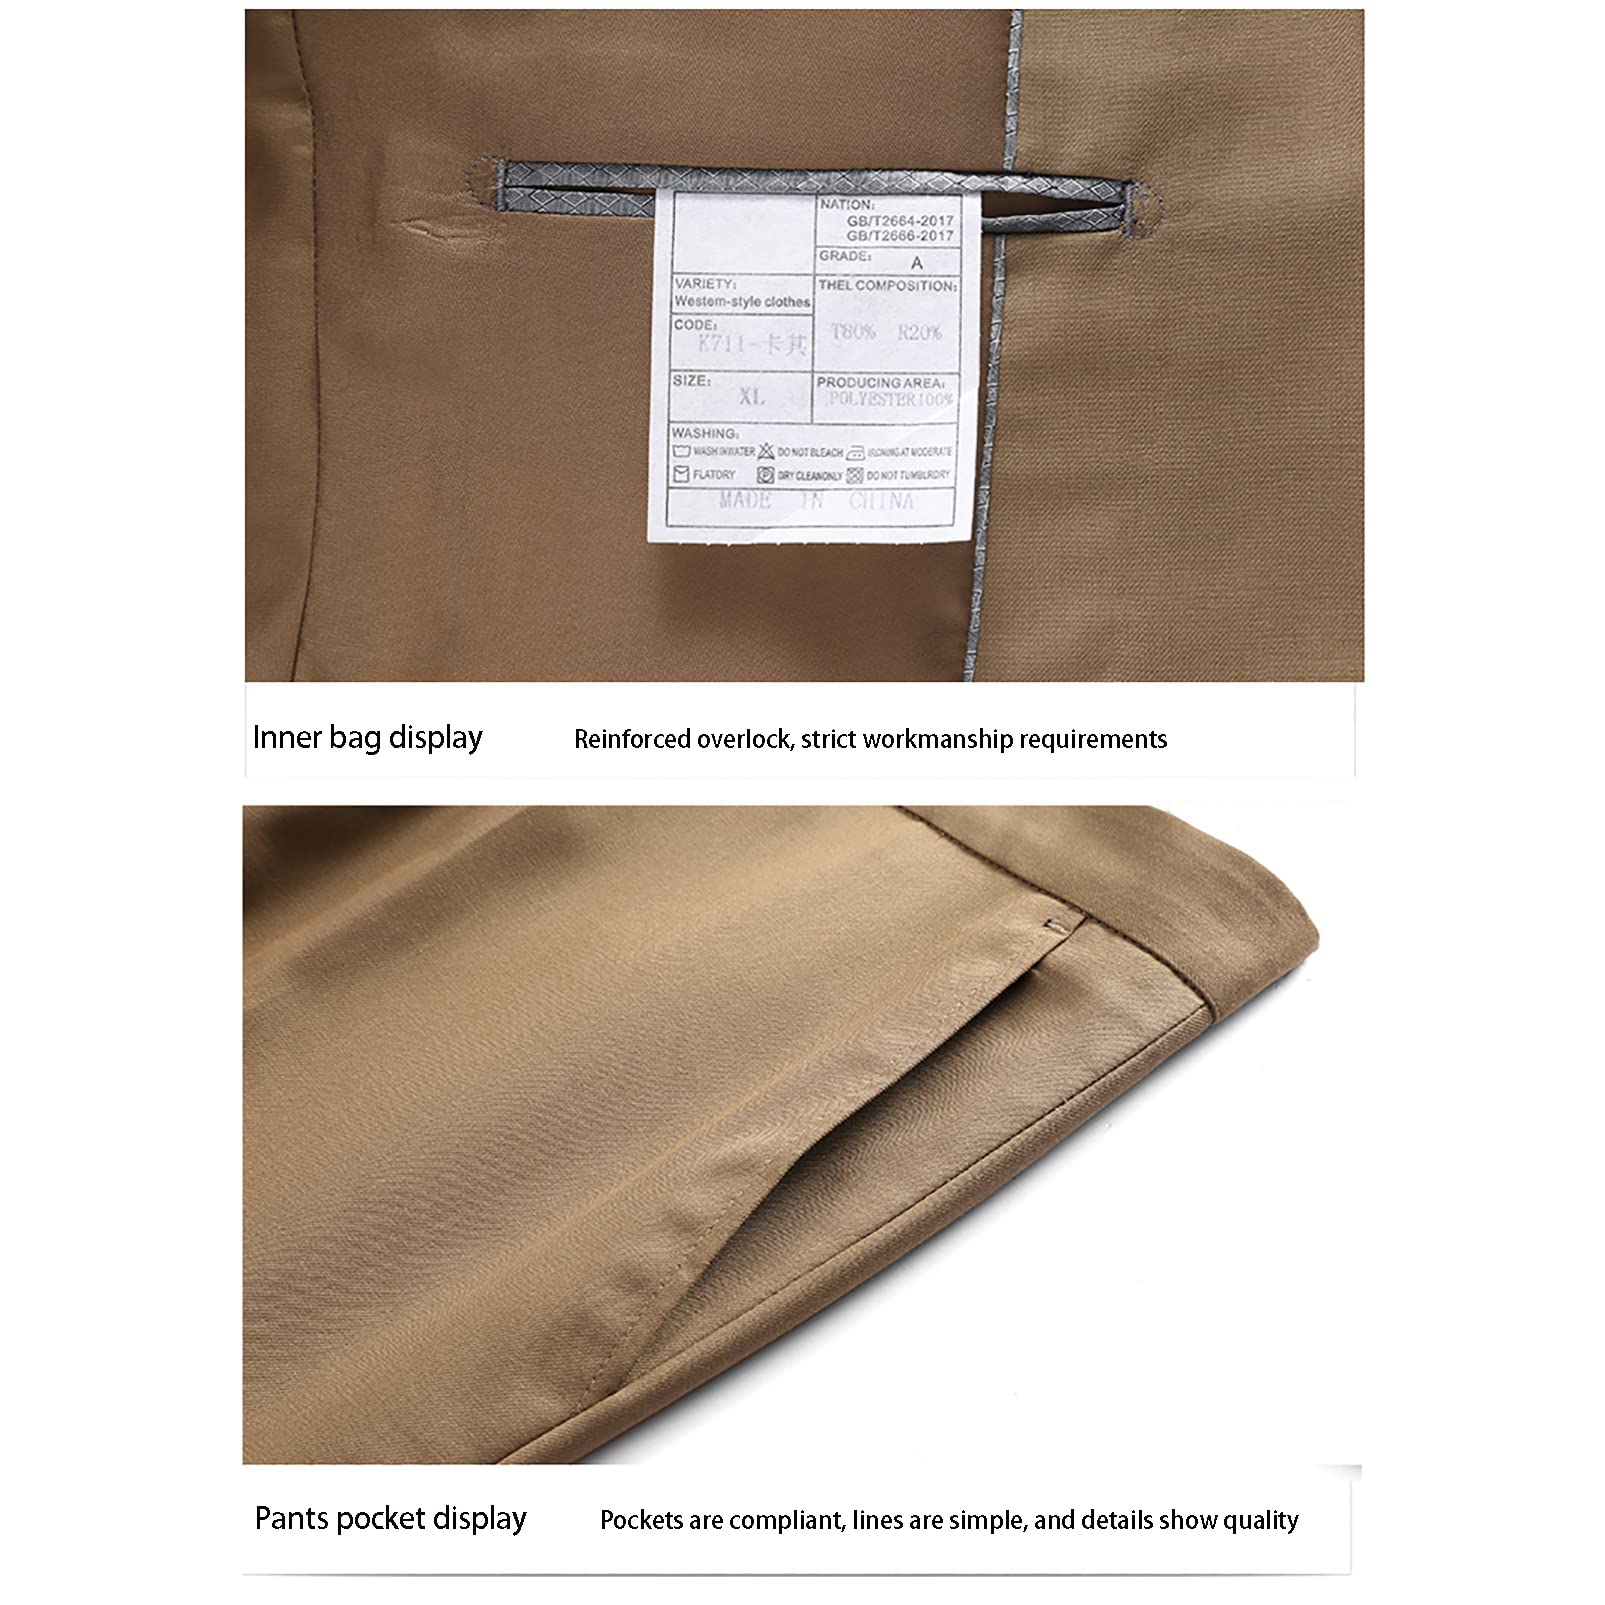 NATION:
GB/T2664-2017
GB/T2666-2017
GRADE: A
VARIETY:
Westem-style clothes
THEL COMPOSITION:
T80% R20%
CODE:
K711-卡其
SIZE:
XL
PRODUCING AREA:
POLYESTER100%
WASHING:
WASHINWATER DO NOT BLEACH IRONINGAT MODERATE
FLATDRY DRY CLEANONLY DO NOT TUMBLRDRY
MADE IN CHINA
Inner bag display Reinforced overlock, strict workmanship requirements
Pants pocket display Pockets are compliant, lines are simple, and details show quality